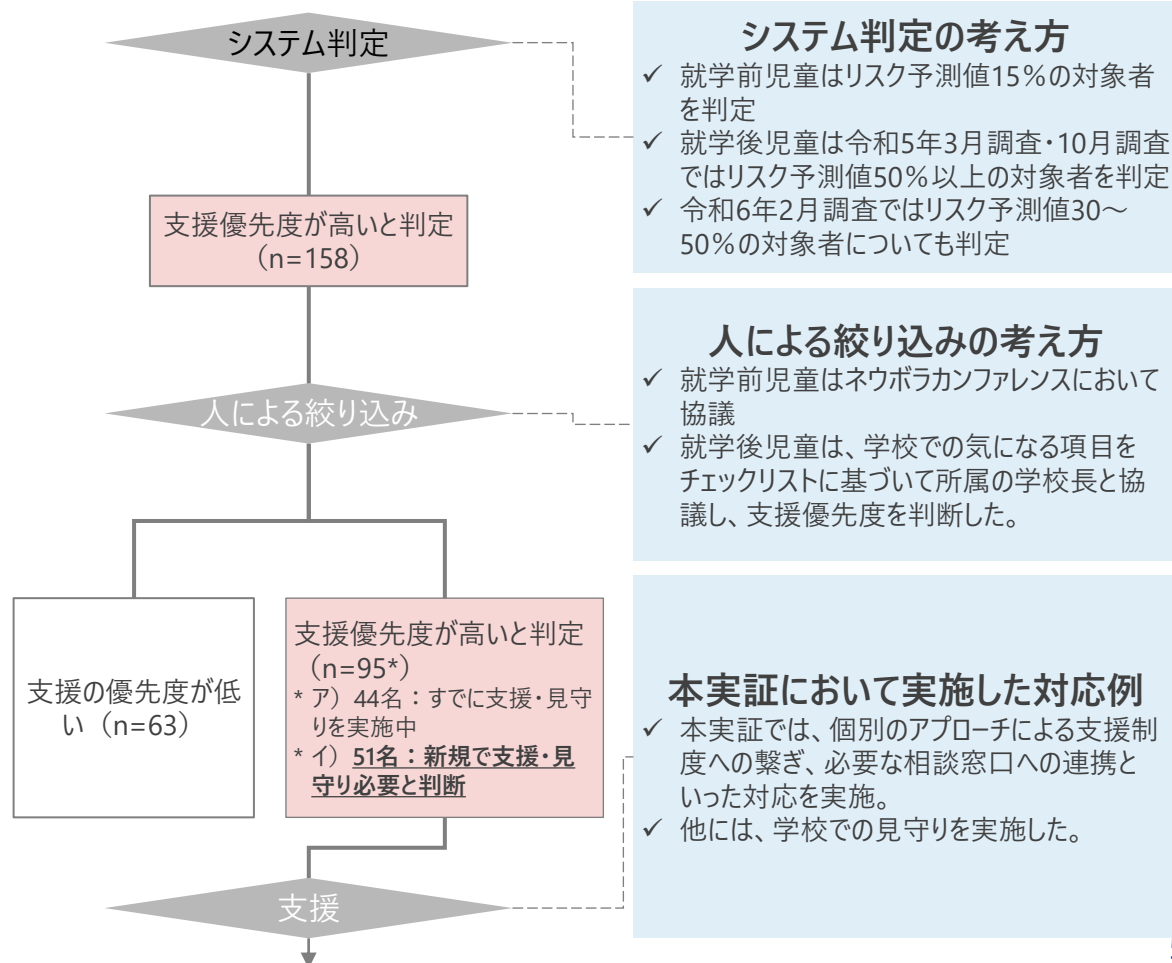 システム判定
システム判定の考え方
✓ 就学前児童はリスク予測値15%の対象者
を判定
✓ 就学後児童は令和5年3月調査・10月調査
ではリスク予測値50%以上の対象者を判定
✓ 令和6年2月調査ではリスク予測値30～
50%の対象者についても判定
支援優先度が高いと判定
（n=158）
人による絞り込み
人による絞り込みの考え方
✓ 就学前児童はネウボラカンファレンスにおいて
協議
✓ 就学後児童は、学校での気になる項目を
チェックリストに基づいて所属の学校長と協
議し、支援優先度を判断した。
支援の優先度が低
い（n=63）
支援優先度が高いと判定
（n=95*）
* ア）44名：すでに支援・見守
りを実施中
* イ）51名：新規で支援・見
守り必要と判断
本実証において実施した対応例
✓ 本実証では、個別のアプローチによる支援制
度への繋ぎ、必要な相談窓口への連携と
いった対応を実施。
✓ 他には、学校での見守りを実施した。
支援